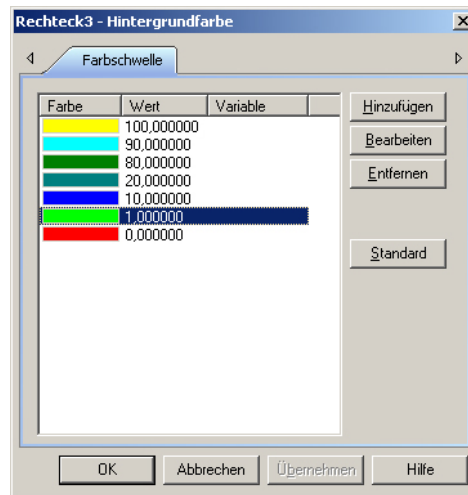 Rechteck3 - Hintergrundfarbe
Farbschwelle
Farbe Wert Variable
100,000000
90,000000
80,000000
20,000000
10,000000
1,000000
0,000000
Hinzufügen
Bearbeiten
Entfernen
Standard
OK Abbrechen Übernehmen Hilfe